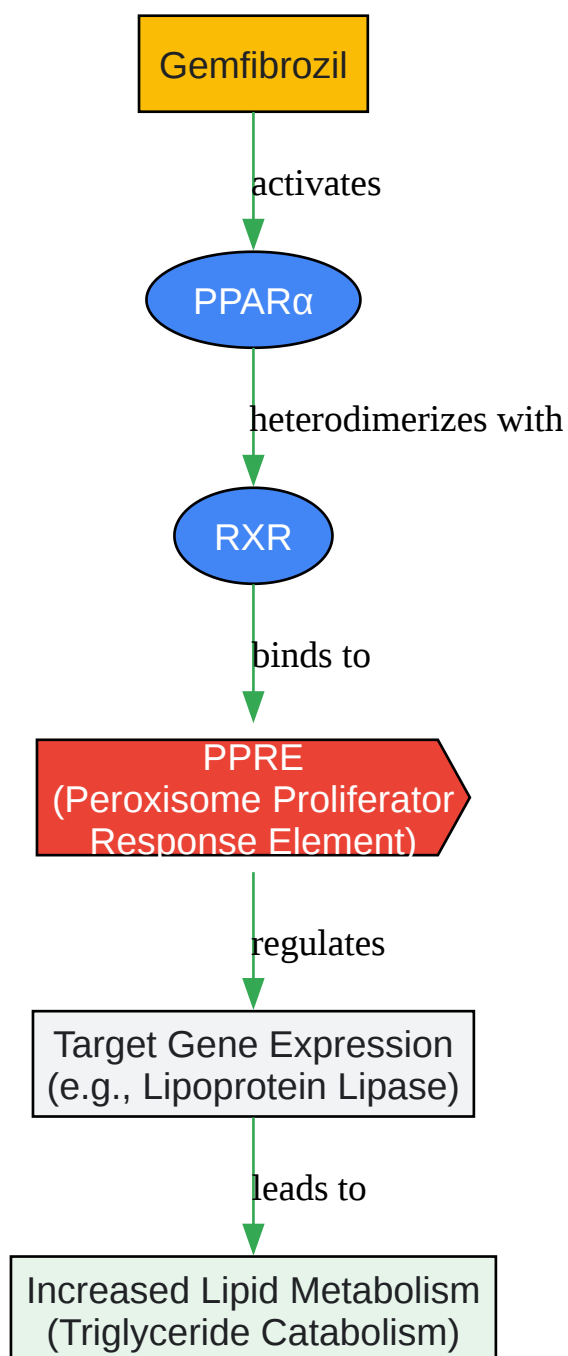 Gemfibrozil
activates
PPARα
heterodimerizes with
RXR
binds to
PPRE
(Peroxisome Proliferator
Response Element)
regulates
Target Gene Expression
(e.g., Lipoprotein Lipase)
leads to
Increased Lipid Metabolism
(Triglyceride Catabolism)